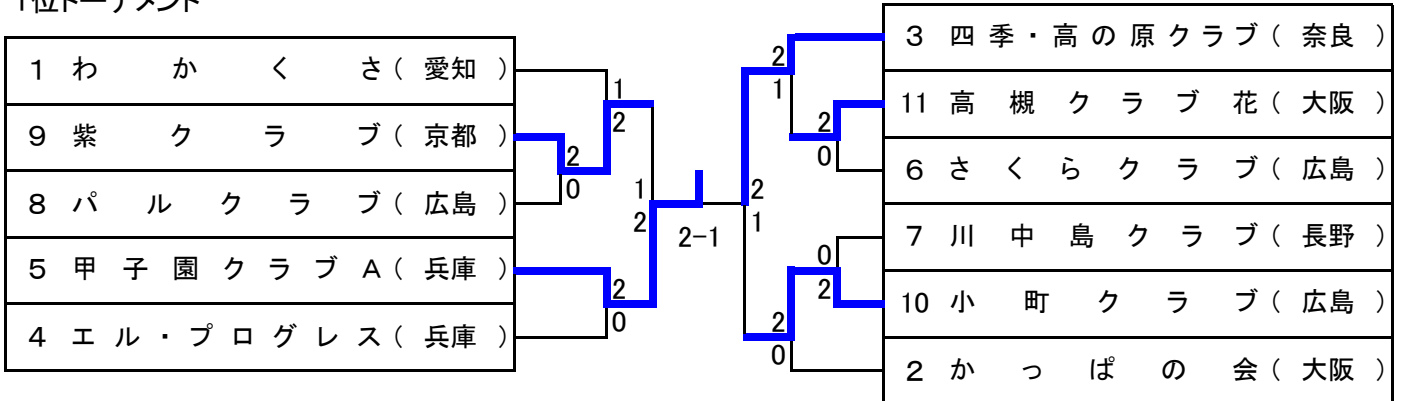 1位トーナメント
1 わかくさ(愛知)
9 紫クラブ(京都)
8 パルクラブ(広島)
5 甲子園クラブA(兵庫)
4 エル・プログレス(兵庫)
1
2
2
0
1
2
2
0
2-1
3 四季・高の原クラブ(奈良)
11 高槻クラブ花(大阪)
6 さくらクラブ(広島)
7 川中島クラブ(長野)
10 小町クラブ(広島)
2 かっぱの会(大阪)
2
1
2
0
2
1
0
2
2
0